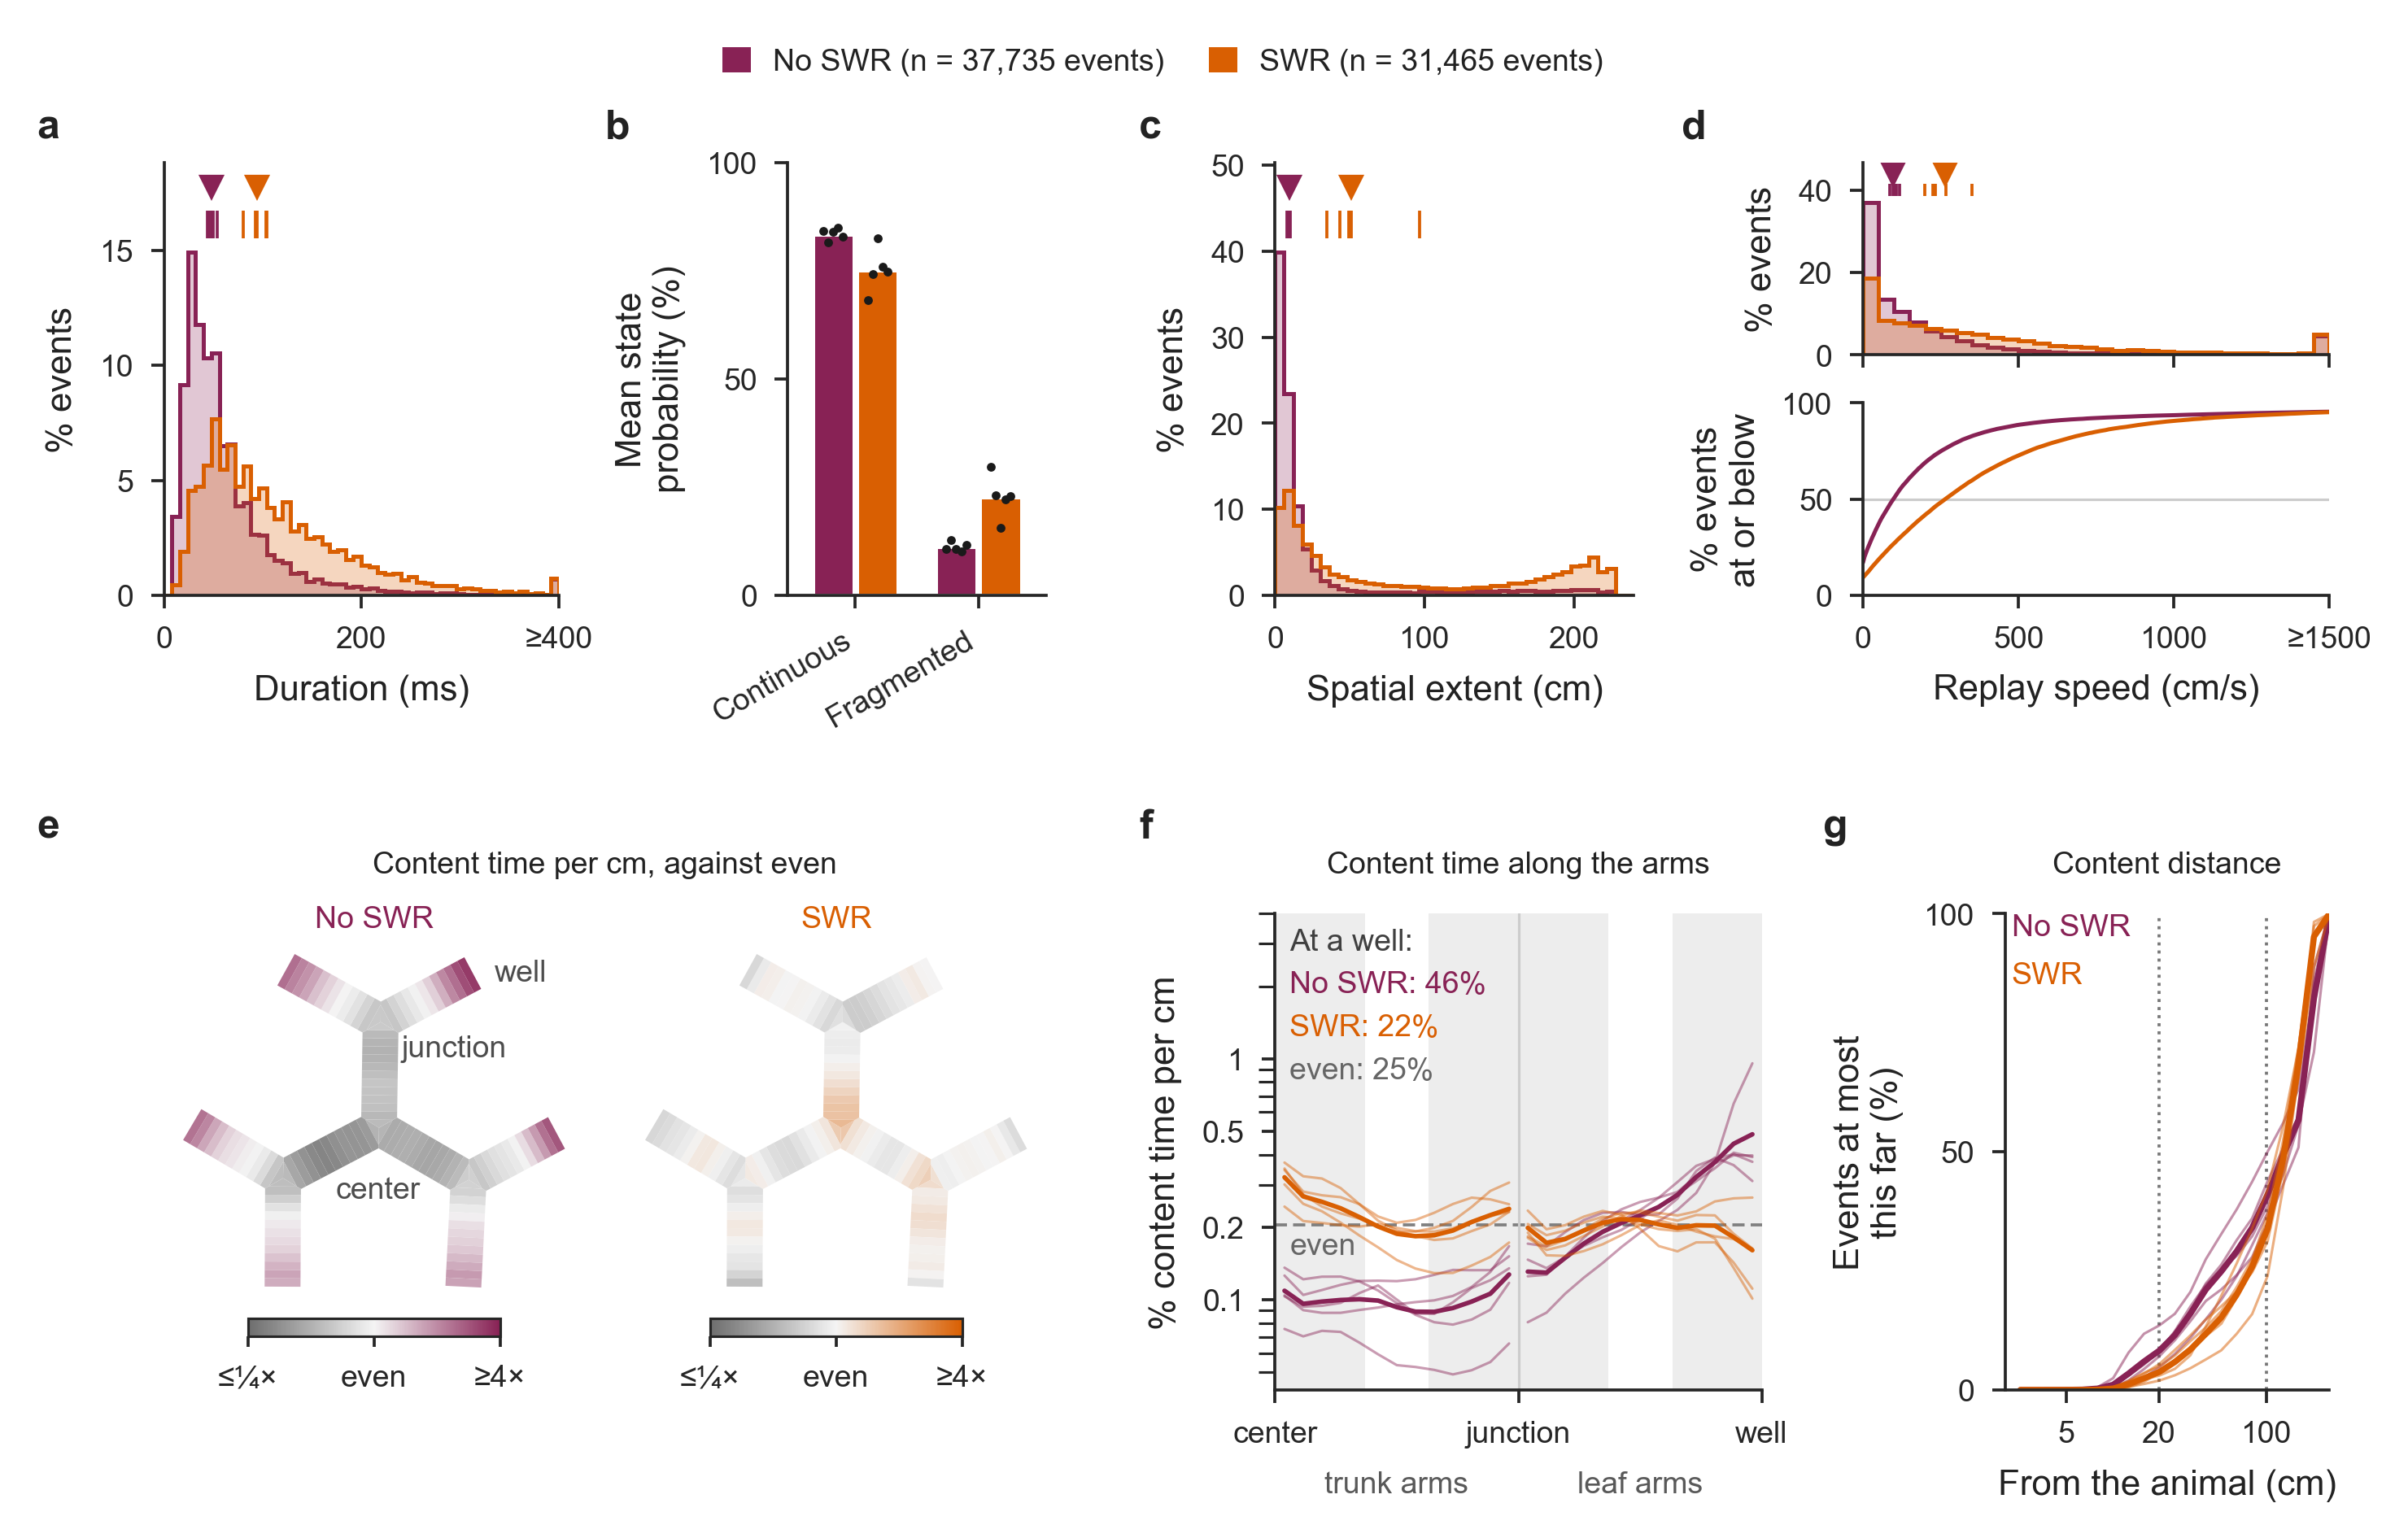 No SWR (n = 37,735 events)
SWR (n = 31,465 events)
a
% events
15
10
5
0
0
200
≥400
Duration (ms)
b
Mean state
probability (%)
100
50
0
Continuous
Fragmented
c
% events
50
40
30
20
10
0
0
100
200
Spatial extent (cm)
d
% events
40
20
0
% events
at or below
100
50
0
0
500
1000
≥1500
Replay speed (cm/s)
e
Content time per cm, against even
No SWR
SWR
well
junction
center
≤¼×
even
≥4×
≤¼×
even
≥4×
f
Content time along the arms
% content time per cm
At a well:
No SWR: 46%
SWR: 22%
even: 25%
1
0.5
0.2
0.1
even
center
junction
well
trunk arms
leaf arms
g
Content distance
Events at most
this far (%)
No SWR
SWR
100
50
0
5
20
100
From the animal (cm)